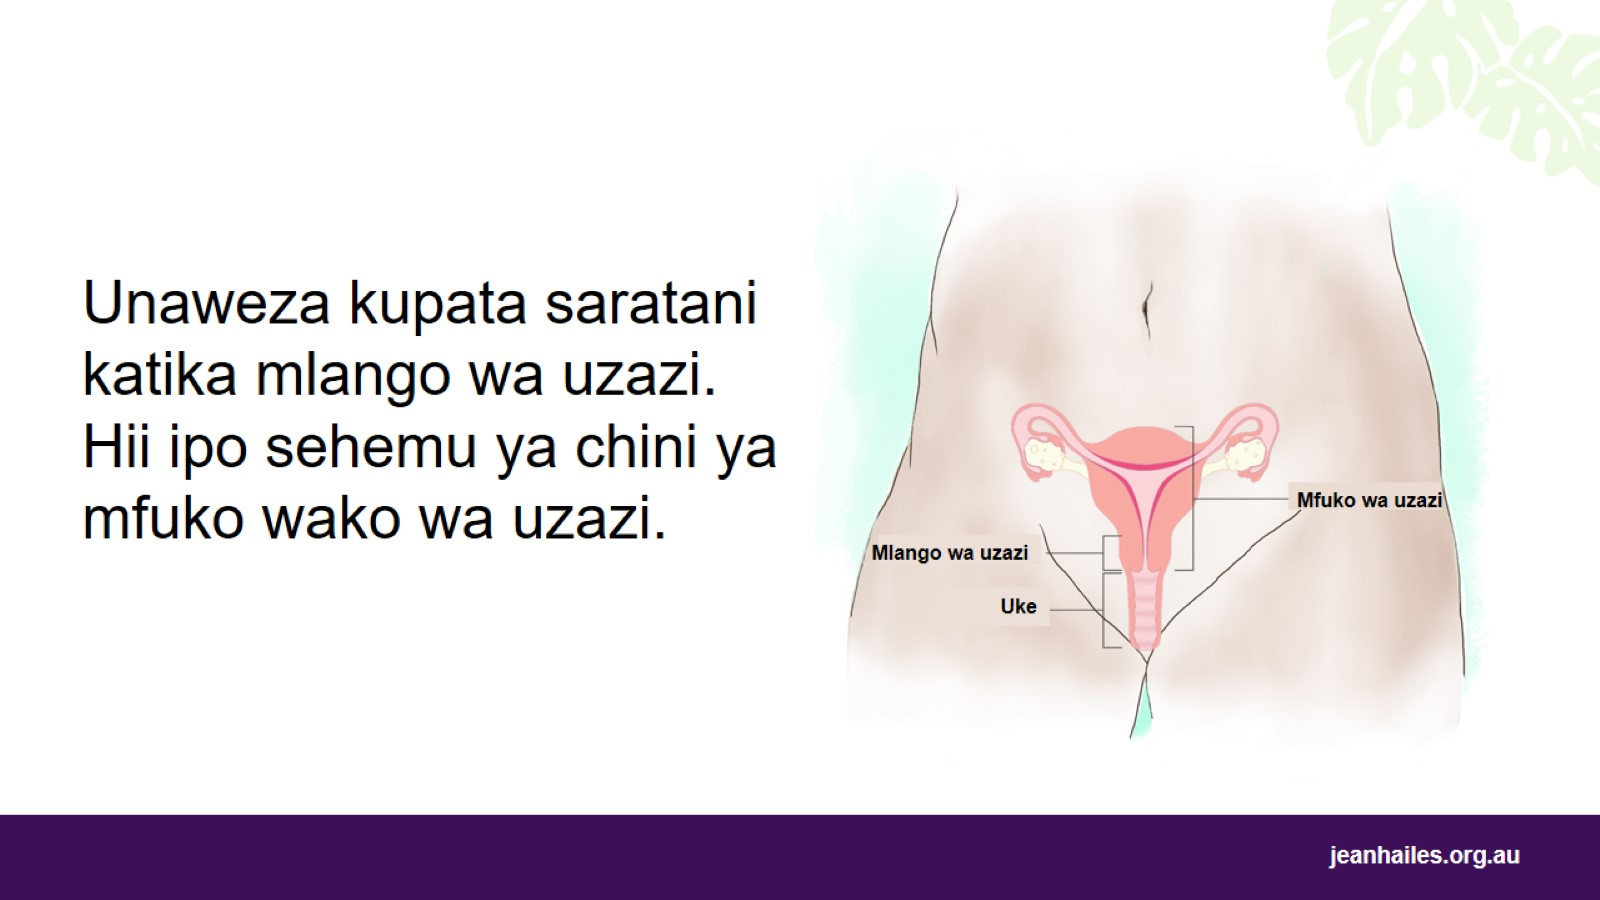 Unaweza kupata saratani
katika mlango wa uzazi.
Hii ipo sehemu ya chini ya
mfuko wako wa uzazi.
Mfuko wa uzazi
Mlango wa uzazi
Uke
jeanhailes.org.au